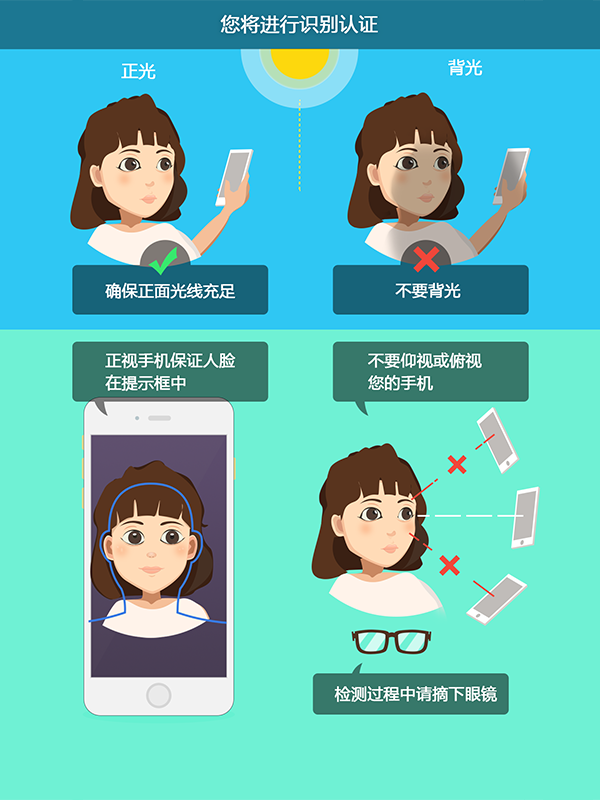 您将进行识别认证
正光
背光
确保正面光线充足
不要背光
正视手机保证人脸
在提示框中
不要仰视或俯视
您的手机
检测过程中请摘下眼镜